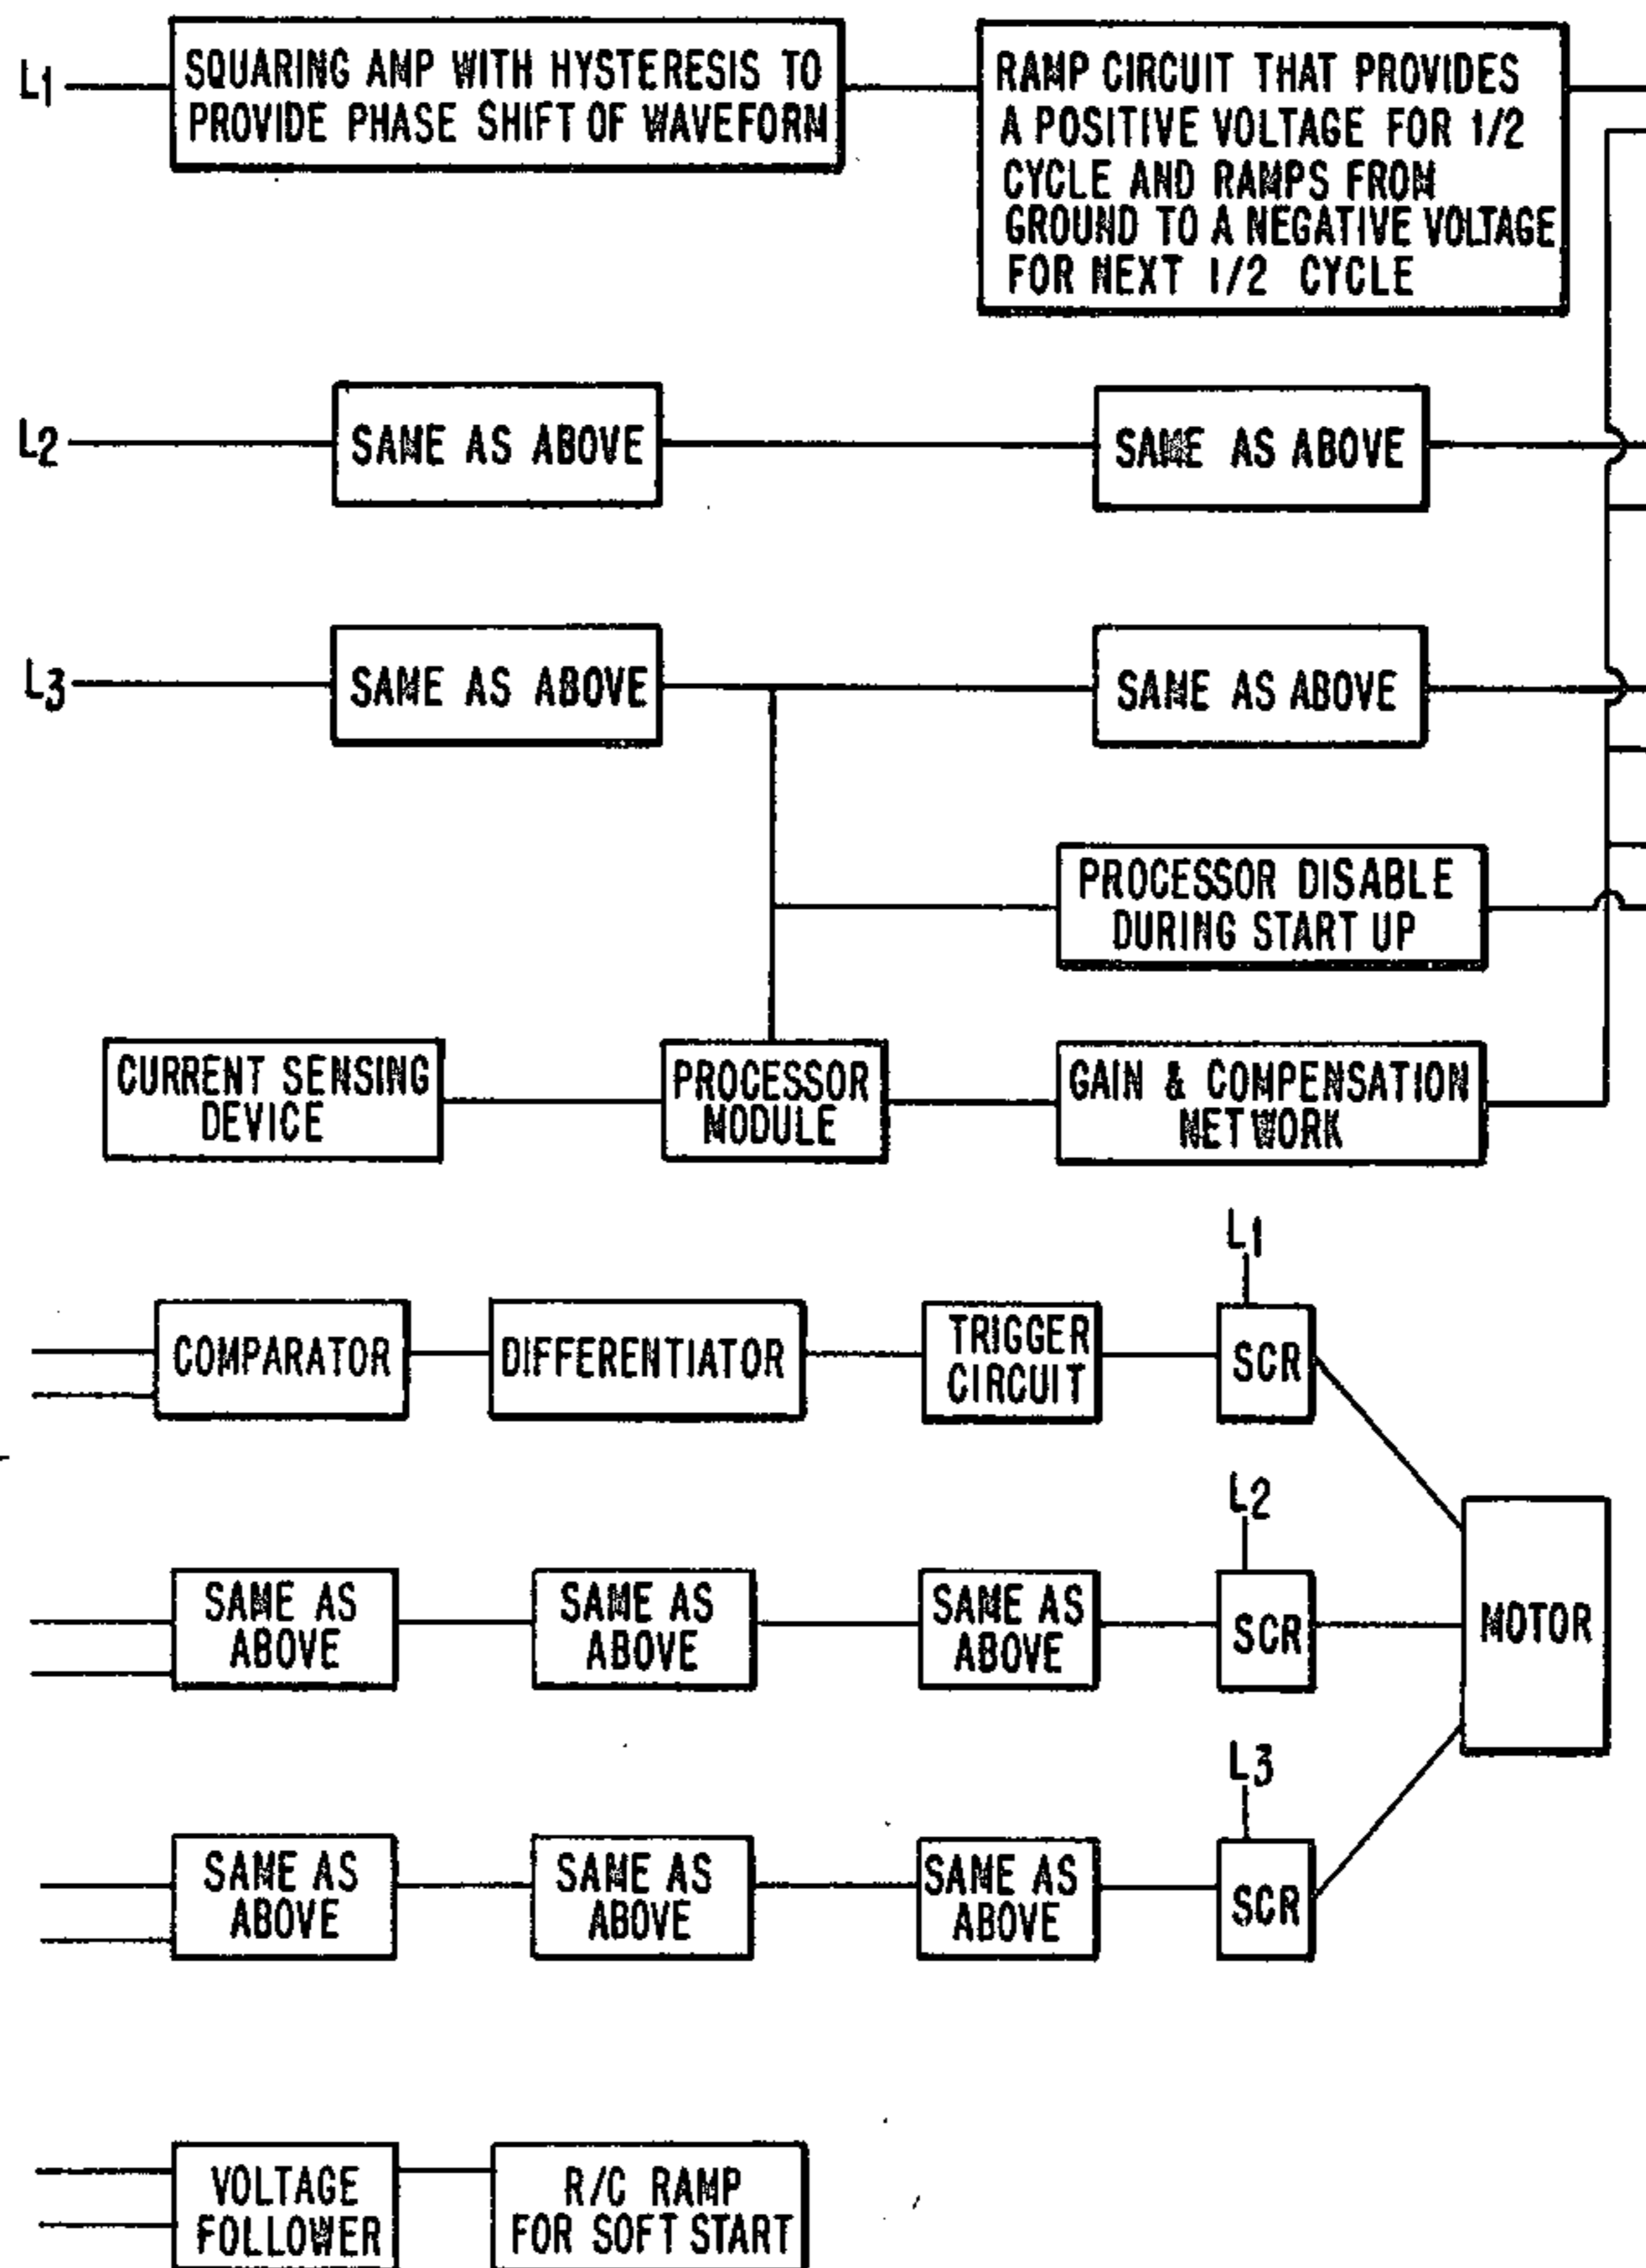 L1
SQUARING AMP WITH HYSTERESIS TO
PROVIDE PHASE SHIFT OF WAVEFORM
RAMP CIRCUIT THAT PROVIDES
A POSITIVE VOLTAGE FOR 1/2
CYCLE AND RAMPS FROM
GROUND TO A NEGATIVE VOLTAGE
FOR NEXT 1/2 CYCLE
L2
SAME AS ABOVE
SAME AS ABOVE
L3
SAME AS ABOVE
SAME AS ABOVE
PROCESSOR DISABLE
DURING START UP
CURRENT SENSING
DEVICE
PROCESSOR
MODULE
GAIN & COMPENSATION
NETWORK
L1
COMPARATOR
DIFFERENTIATOR
TRIGGER
CIRCUIT
SCR
L2
SAME AS
ABOVE
SAME AS
ABOVE
SAME AS
ABOVE
SCR
MOTOR
L3
SAME AS
ABOVE
SAME AS
ABOVE
SAME AS
ABOVE
SCR
VOLTAGE
FOLLOWER
R/C RAMP
FOR SOFT START